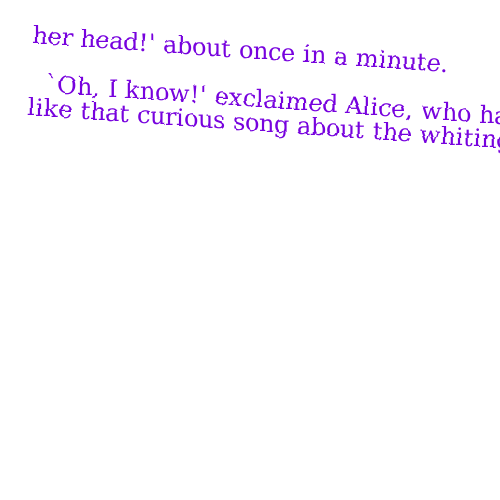 her head!' about once in a minute.
`Oh, I know!' exclaimed Alice, who ha
like that curious song about the whiting